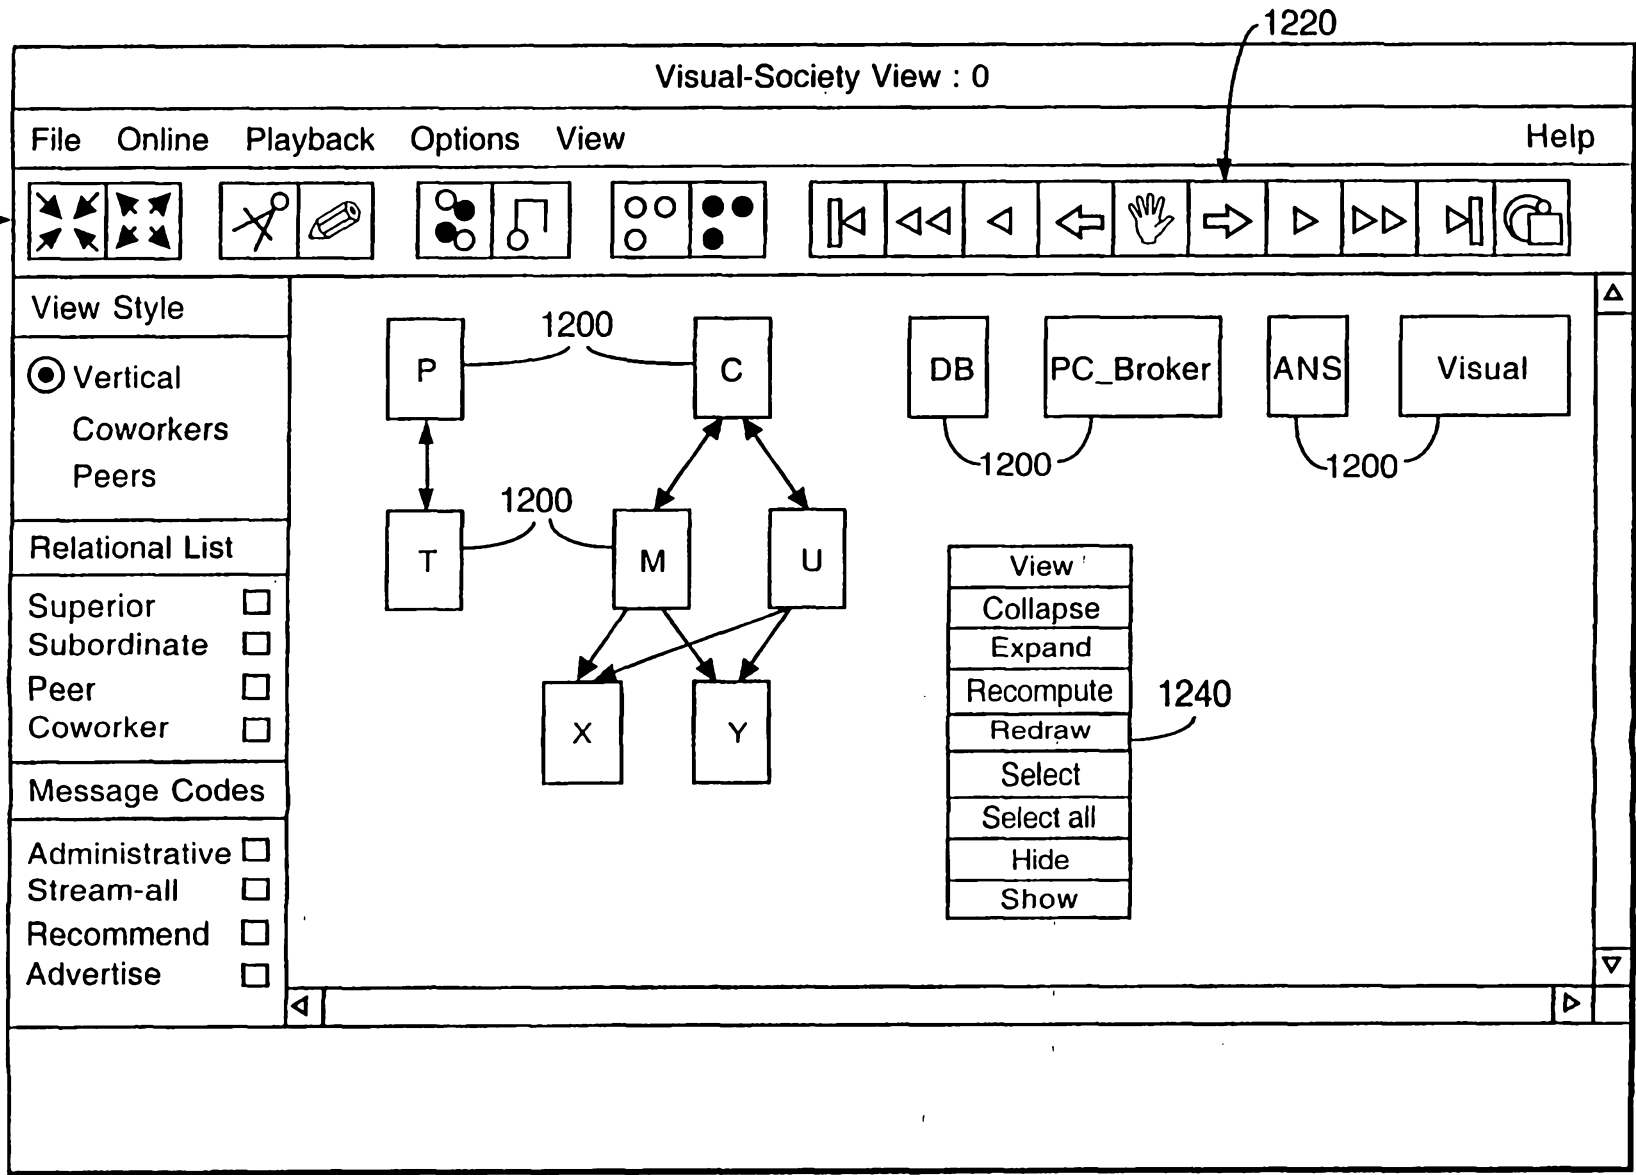 1220
Visual-Society View : 0
File Online Playback Options View Help
View Style
Vertical
Coworkers
Peers
Relational List
Superior
Subordinate
Peer
Coworker
Message Codes
Administrative
Stream-all
Recommend
Advertise
P 1200 C
DB PC_Broker ANS Visual
1200 1200
1200
T M U
X Y
View
Collapse
Expand
Recompute
Redraw
Select
Select all
Hide
Show
1240